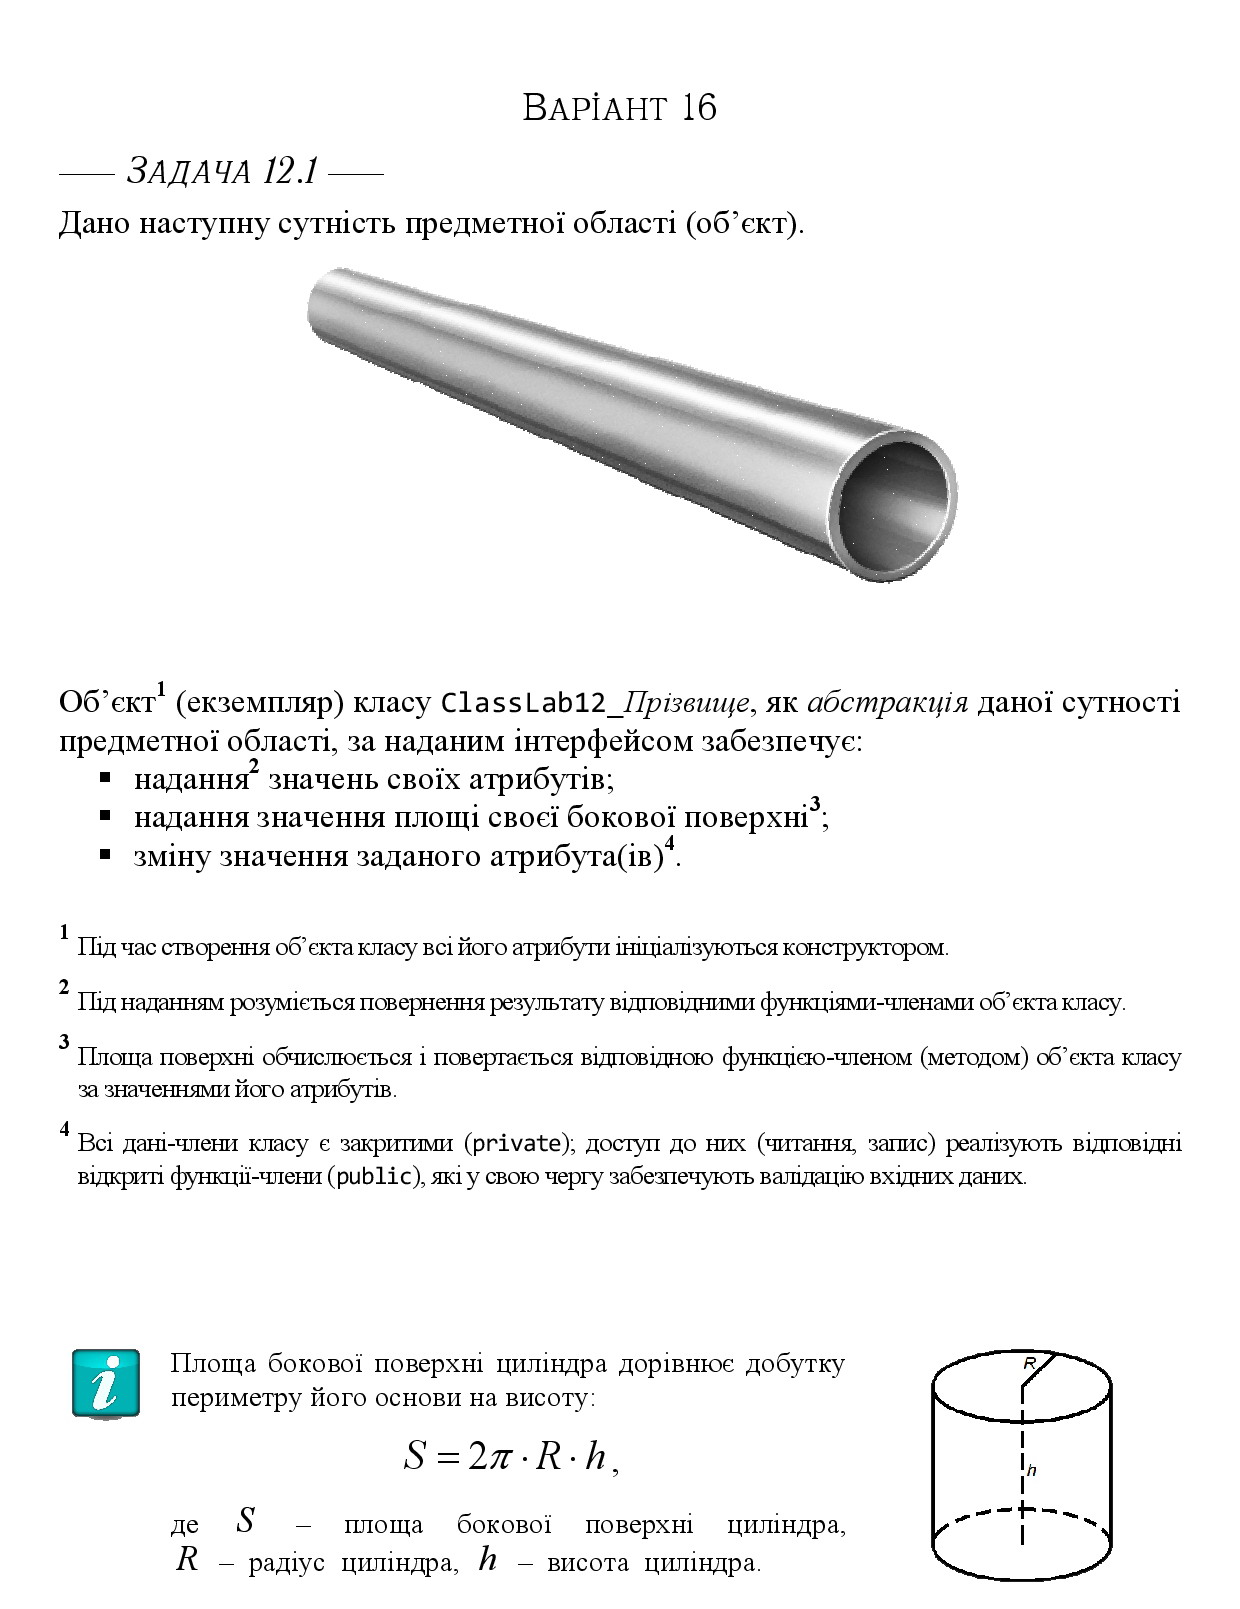 Варіант 16
Задача 12.1
Дано наступну сутність предметної області (об’єкт).
Об’єкт1 (екземпляр) класу ClassLab12_Прізвище, як абстракція даної сутності
предметної області, за наданим інтерфейсом забезпечує:
▪ надання2 значень своїх атрибутів;
▪ надання значення площі своєї бокової поверхні3;
▪ зміну значення заданого атрибута(ів)4.
1 Під час створення об’єкта класу всі його атрибути ініціалізуються конструктором.
2 Під наданням розуміється повернення результату відповідними функціями-членами об’єкта класу.
3 Площа поверхні обчислюється і повертається відповідною функцією-членом (методом) об’єкта класу
за значеннями його атрибутів.
4 Всі дані-члени класу є закритими (private); доступ до них (читання, запис) реалізують відповідні
відкриті функції-члени (public), які у свою чергу забезпечують валідацію вхідних даних.
i
Площа бокової поверхні циліндра дорівнює добутку
периметру його основи на висоту:
S = 2π · R · h,
де S – площа бокової поверхні циліндра,
R – радіус циліндра, h – висота циліндра.
R
h